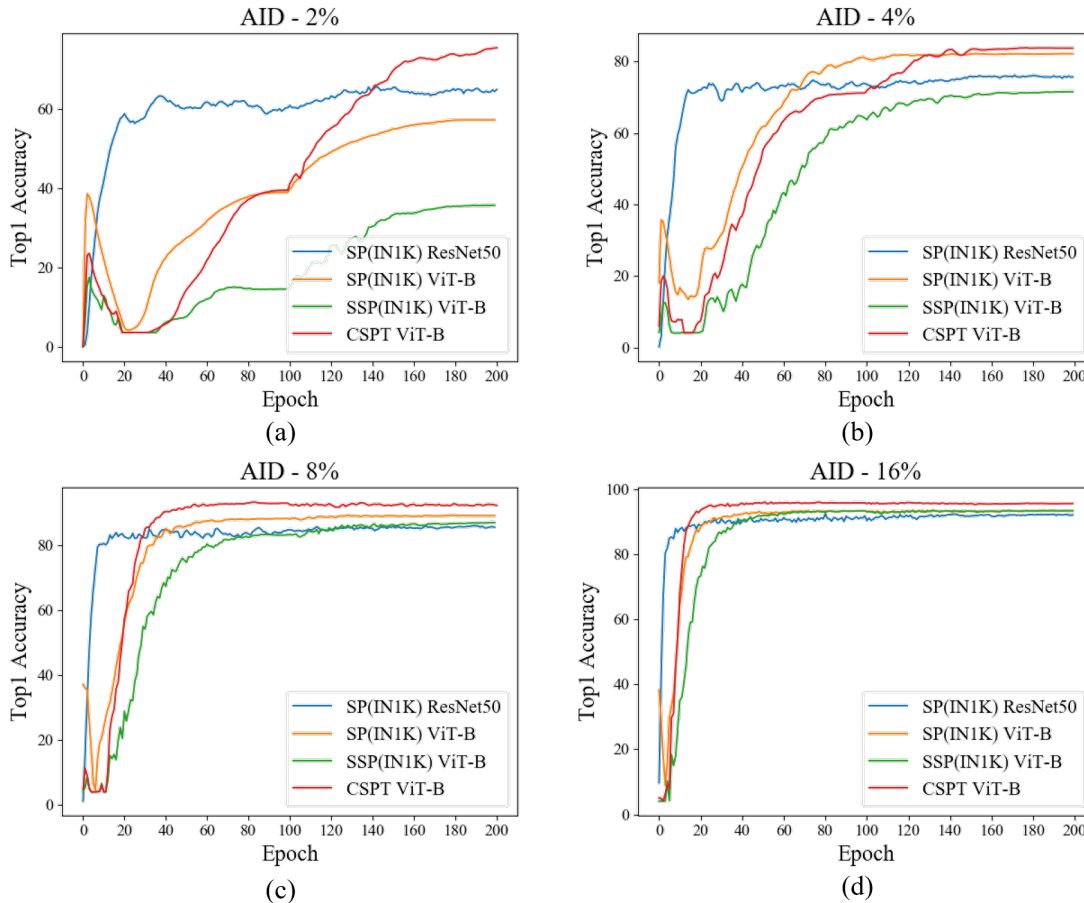 AID - 2%
Top1 Accuracy
60
40
20
0
SP(IN1K) ResNet50
SP(IN1K) ViT-B
SSP(IN1K) ViT-B
CSPT ViT-B
0 20 40 60 80 100 120 140 160 180 200
Epoch
(a)
AID - 4%
Top1 Accuracy
80
60
40
20
0
SP(IN1K) ResNet50
SP(IN1K) ViT-B
SSP(IN1K) ViT-B
CSPT ViT-B
0 20 40 60 80 100 120 140 160 180 200
Epoch
(b)
AID - 8%
Top1 Accuracy
80
60
40
20
0
SP(IN1K) ResNet50
SP(IN1K) ViT-B
SSP(IN1K) ViT-B
CSPT ViT-B
0 20 40 60 80 100 120 140 160 180 200
Epoch
(c)
AID - 16%
Top1 Accuracy
100
80
60
40
20
0
SP(IN1K) ResNet50
SP(IN1K) ViT-B
SSP(IN1K) ViT-B
CSPT ViT-B
0 20 40 60 80 100 120 140 160 180 200
Epoch
(d)